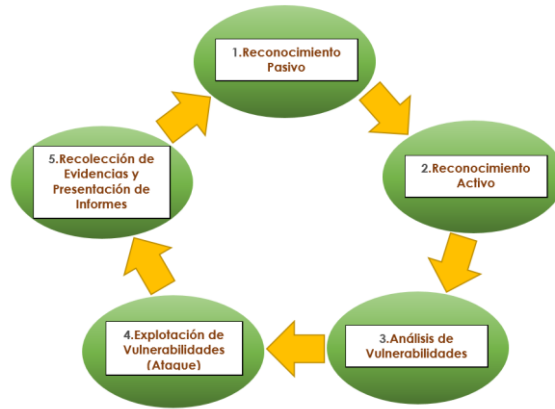 1.Reconocimiento
Pasivo
2.Reconocimiento
Activo
3.Análisis de
Vulnerabilidades
4.Explotación de
Vulnerabilidades
(Ataque)
5.Recolección de
Evidencias y
Presentación de
Informes